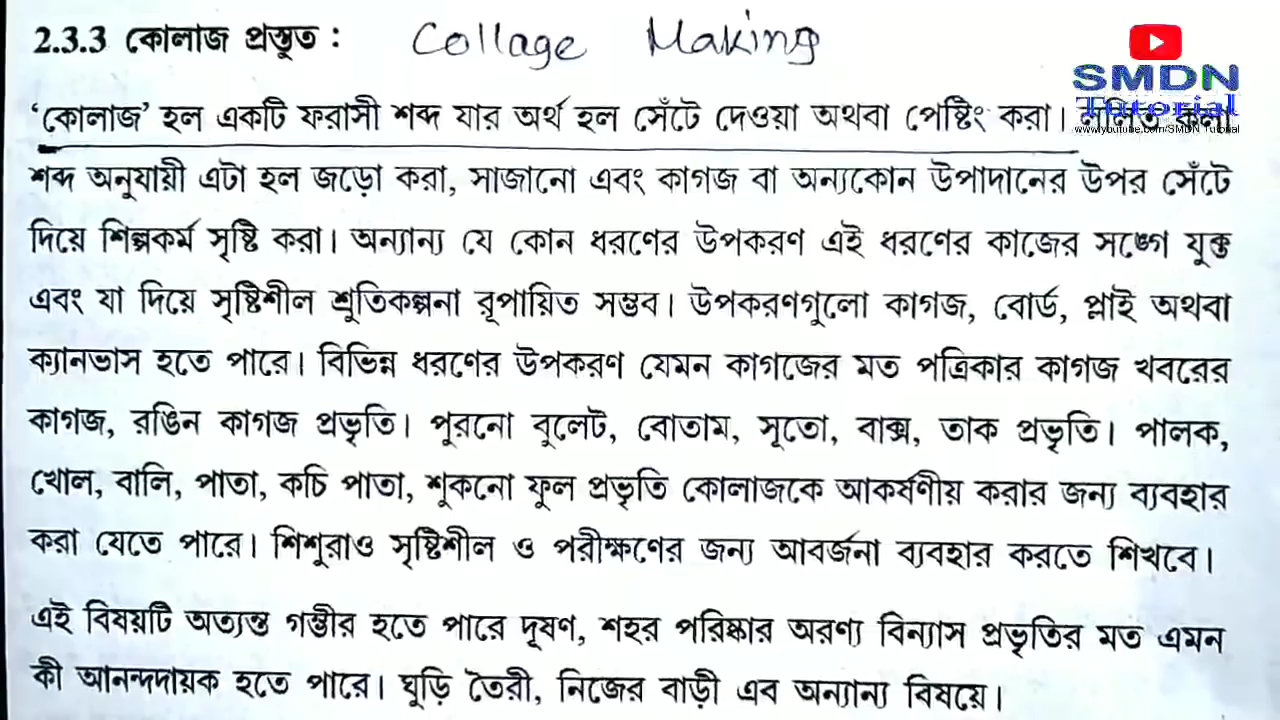 2.3.3 কোলাজ প্রস্তুত : Collage Making
SMDN
Tutorial
www.youtube.com/SMDN Tutorial
‘কোলাজ’ হল একটি ফরাসী শব্দ যার অর্থ হল সেঁটে দেওয়া অথবা পেষ্টিং করা।
শব্দ অনুযায়ী এটা হল জড়ো করা, সাজানো এবং কাগজ বা অন্যকোন উপাদানের উপর সেঁটে
দিয়ে শিল্পকর্ম সৃষ্টি করা। অন্যান্য যে কোন ধরণের উপকরণ এই ধরণের কাজের সঙ্গে যুক্ত
এবং যা দিয়ে সৃষ্টিশীল শ্রুতিকল্পনা রূপায়িত সম্ভব। উপকরণগুলো কাগজ, বোর্ড, প্লাই অথবা
ক্যানভাস হতে পারে। বিভিন্ন ধরণের উপকরণ যেমন কাগজের মত পত্রিকার কাগজ খবরের
কাগজ, রঙিন কাগজ প্রভৃতি। পুরনো বুলেট, বোতাম, সূতো, বাক্স, তাক প্রভৃতি। পালক,
খোল, বালি, পাতা, কচি পাতা, শুকনো ফুল প্রভৃতি কোলাজকে আকর্ষণীয় করার জন্য ব্যবহার
করা যেতে পারে। শিশুরাও সৃষ্টিশীল ও পরীক্ষণের জন্য আবর্জনা ব্যবহার করতে শিখবে।
এই বিষয়টি অত্যন্ত গম্ভীর হতে পারে দূষণ, শহর পরিষ্কার অরণ্য বিন্যাস প্রভৃতির মত এমন
কী আনন্দদায়ক হতে পারে। ঘুড়ি তৈরী, নিজের বাড়ী এব অন্যান্য বিষয়ে।